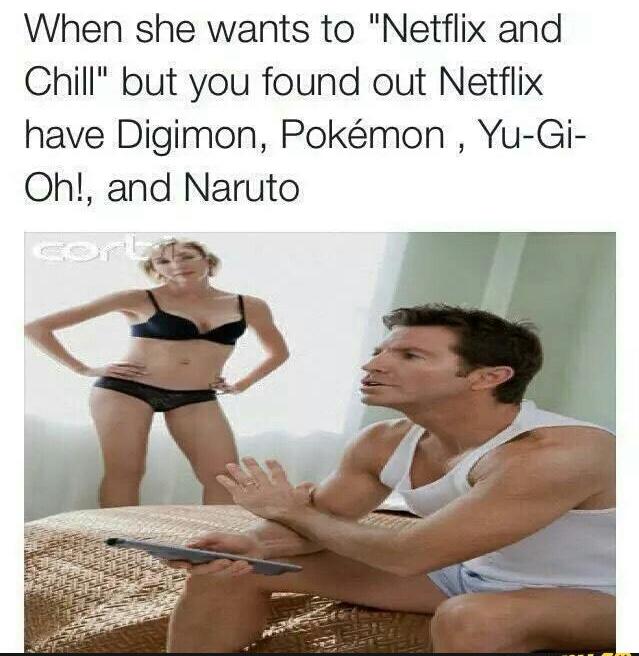 When she wants to "Netflix and
Chill" but you found out Netflix
have Digimon, Pokémon , Yu-Gi-
Oh!, and Naruto